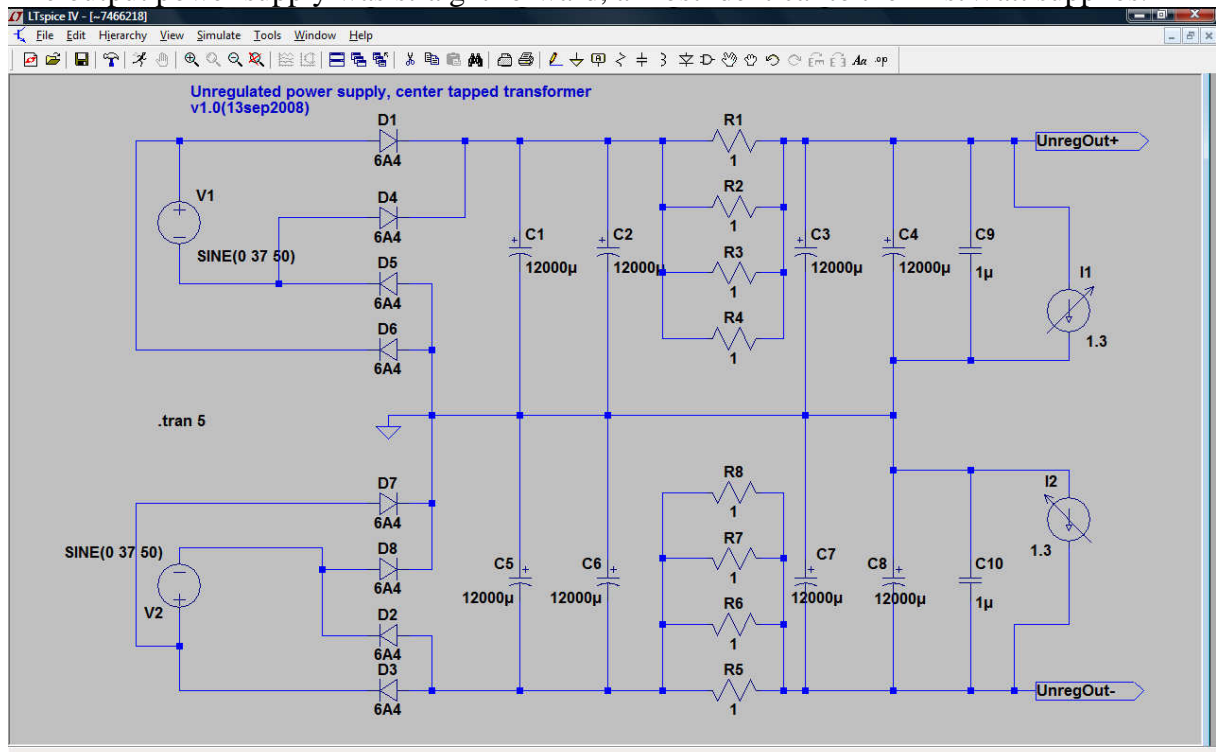 LTspice IV - [~7466218]
File Edit Hierarchy View Simulate Tools Window Help
Unregulated power supply, center tapped transformer
v1.0(13sep2008)
D1
6A4
R1
1
UnregOut+
V1
SINE(0 37 50)
D4
6A4
R2
1
D5
6A4
C1
12000µ
C2
12000µ
R3
1
C3
12000µ
C4
12000µ
C9
1µ
I1
1.3
D6
6A4
R4
1
.tran 5
D7
6A4
R8
1
I2
1.3
SINE(0 37 50)
V2
D8
6A4
C5
12000µ
C6
12000µ
R7
1
C7
12000µ
C8
12000µ
C10
1µ
D2
6A4
R6
1
D3
6A4
R5
1
UnregOut-